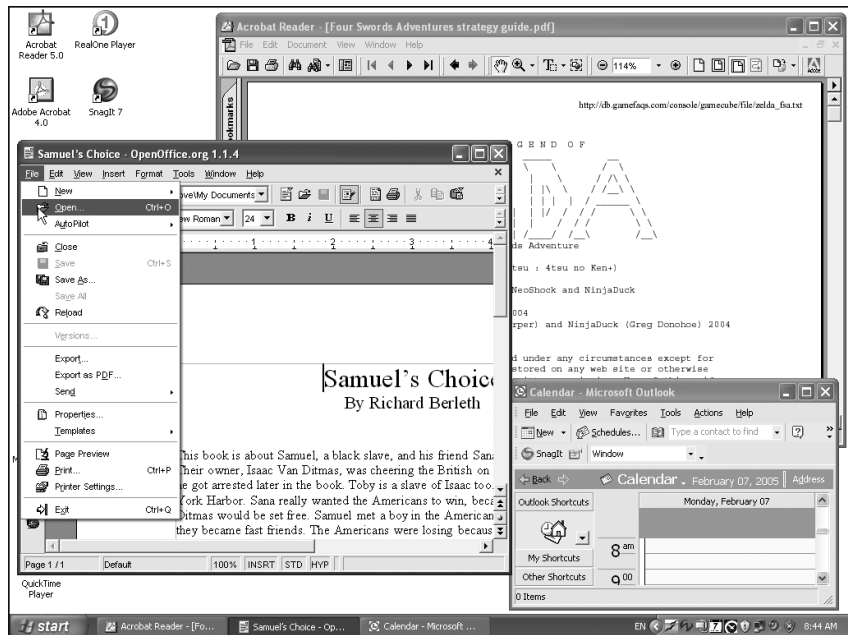 Acrobat Reader 5.0
RealOne Player
Adobe Acrobat 4.0
SnagIt 7
Acrobat Reader - [Four Swords Adventures strategy guide.pdf]
File Edit Document View Window Help
114%
http://db.gamefaqs.com/console/gamecube/file/zelda_fsa.txt
GEND OF
ds Adventure
tsu : 4tsu no Ken+)
NeoShock and NinjaDuck
004
rper) and NinjaDuck (Greg Donohoe) 2004
d under any circumstances except for
stored on any web site or otherwise
Samuel's Choice - OpenOffice.org 1.1.4
File Edit View Insert Format Tools Window Help
New
ove\My Documents
Open... Ctrl+O
ew Roman 24 B i U
AutoPilot
Close
Save Ctrl+S
Save As...
Save All
Reload
Versions...
Export...
Export as PDF...
Send
Properties...
Templates
Page Preview
Print... Ctrl+P
Printer Settings...
Exit Ctrl+Q
1 2 3 4
Samuel's Choice
By Richard Berleth
This book is about Samuel, a black slave, and his friend Sana
Their owner, Isaac Van Ditmas, was cheering the British on
he got arrested later in the book. Toby is a slave of Isaac too.
York Harbor. Sana really wanted the Americans to win, beca
Ditmas would be set free. Samuel met a boy in the American
they became fast friends. The Americans were losing becaus
Page 1 / 1 Default 100% INSRT STD HYP
QuickTime Player
Calendar - Microsoft Outlook
File Edit View Favorites Tools Actions Help
New Schedules... Type a contact to find
SnagIt Window
Back Calendar . February 07, 2005 Address
Outlook Shortcuts
Monday, February 07
8 am
My Shortcuts
Other Shortcuts
9 00
0 Items
start
Acrobat Reader - [Fo...
Samuel's Choice - Op...
Calendar - Microsoft ...
EN
8:44 AM